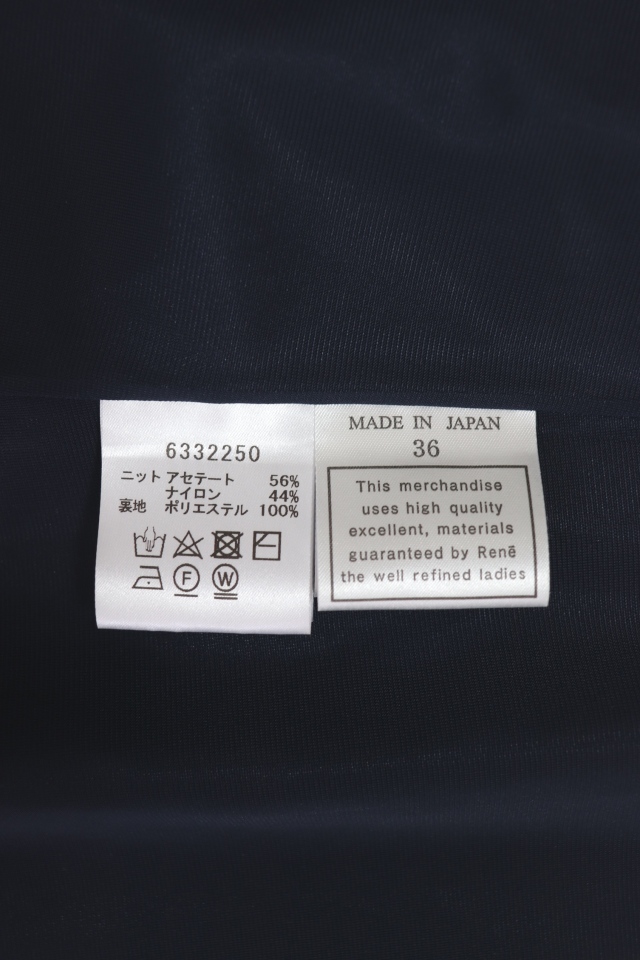 6332250
ニット アセテート 56%
ナイロン 44%
裏地 ポリエステル 100%
F W
MADE IN JAPAN
36
This merchandise
uses high quality
excellent, materials
guaranteed by René
the well refined ladies